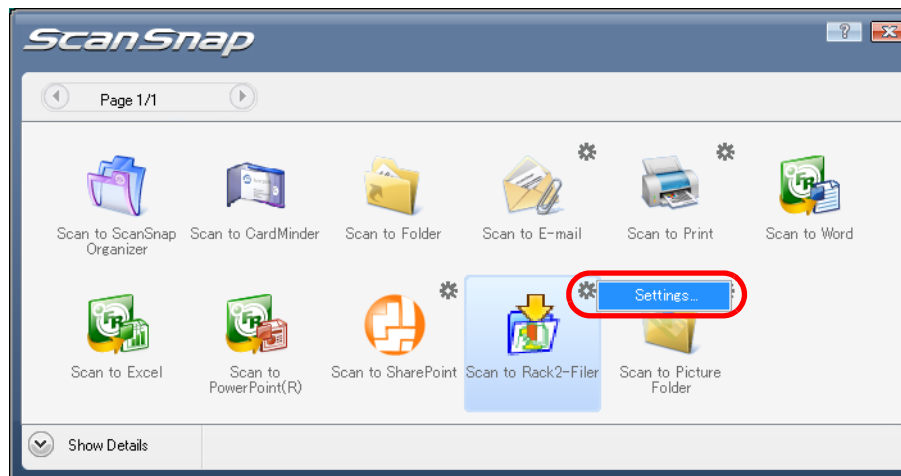 ScanSnap
?
Page 1/1
Scan to ScanSnap Organizer
Scan to CardMinder
Scan to Folder
Scan to E-mail
Scan to Print
Scan to Word
Settings...
Scan to Excel
Scan to PowerPoint(R)
Scan to SharePoint
Scan to Rack2-Filer
Scan to Picture Folder
Show Details